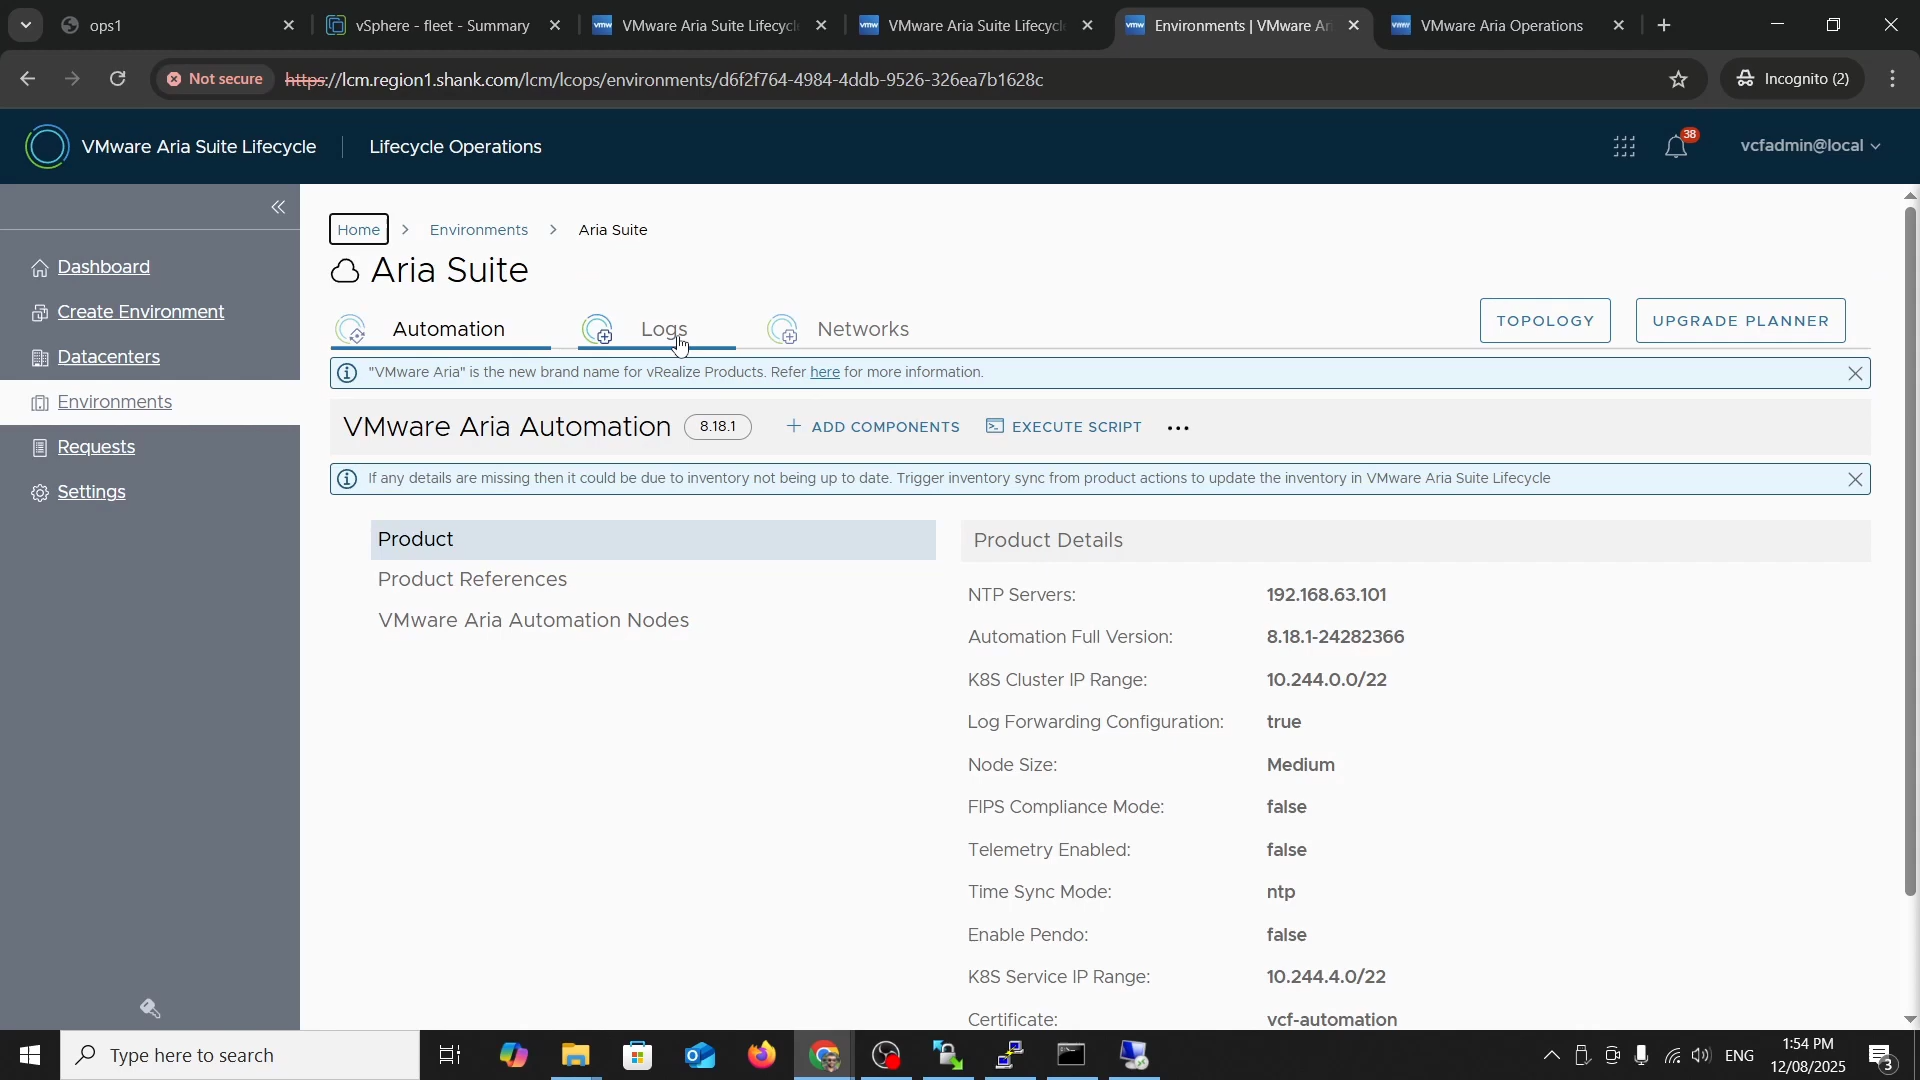 ops1
vSphere - fleet - Summary
VMware Aria Suite Lifecycl
VMware Aria Suite Lifecycl
Environments | VMware Ar
VMware Aria Operations
Not secure
https://lcm.region1.shank.com/lcm/lcops/environments/d6f2f764-4984-4ddb-9526-326ea7b1628c
Incognito (2)
VMware Aria Suite Lifecycle
Lifecycle Operations
38
vcfadmin@local
Dashboard
Create Environment
Datacenters
Environments
Requests
Settings
Home > Environments > Aria Suite
Aria Suite
Automation
Logs
Networks
TOPOLOGY
UPGRADE PLANNER
"VMware Aria" is the new brand name for vRealize Products. Refer here for more information.
VMware Aria Automation 8.18.1 + ADD COMPONENTS EXECUTE SCRIPT ...
If any details are missing then it could be due to inventory not being up to date. Trigger inventory sync from product actions to update the inventory in VMware Aria Suite Lifecycle
Product
Product References
VMware Aria Automation Nodes
Product Details
NTP Servers: 192.168.63.101
Automation Full Version: 8.18.1-24282366
K8S Cluster IP Range: 10.244.0.0/22
Log Forwarding Configuration: true
Node Size: Medium
FIPS Compliance Mode: false
Telemetry Enabled: false
Time Sync Mode: ntp
Enable Pendo: false
K8S Service IP Range: 10.244.4.0/22
Certificate: vcf-automation
Type here to search
ENG
1:54 PM
12/08/2025
3